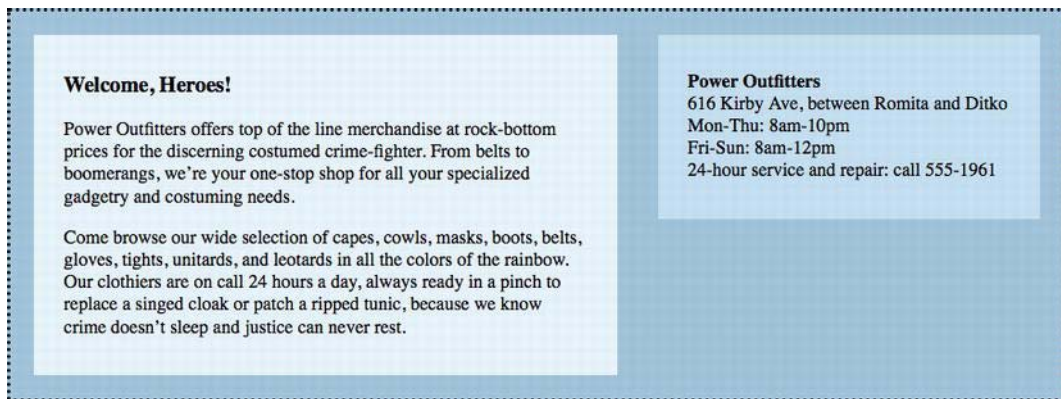 Welcome, Heroes!
Power Outfitters offers top of the line merchandise at rock-bottom
prices for the discerning costumed crime-fighter. From belts to
boomerangs, we're your one-stop shop for all your specialized
gadgetry and costuming needs.
Come browse our wide selection of capes, cowls, masks, boots, belts,
gloves, tights, unitards, and leotards in all the colors of the rainbow.
Our clothiers are on call 24 hours a day, always ready in a pinch to
replace a singed cloak or patch a ripped tunic, because we know
crime doesn't sleep and justice can never rest.
Power Outfitters
616 Kirby Ave, between Romita and Ditko
Mon-Thu: 8am-10pm
Fri-Sun: 8am-12pm
24-hour service and repair: call 555-1961